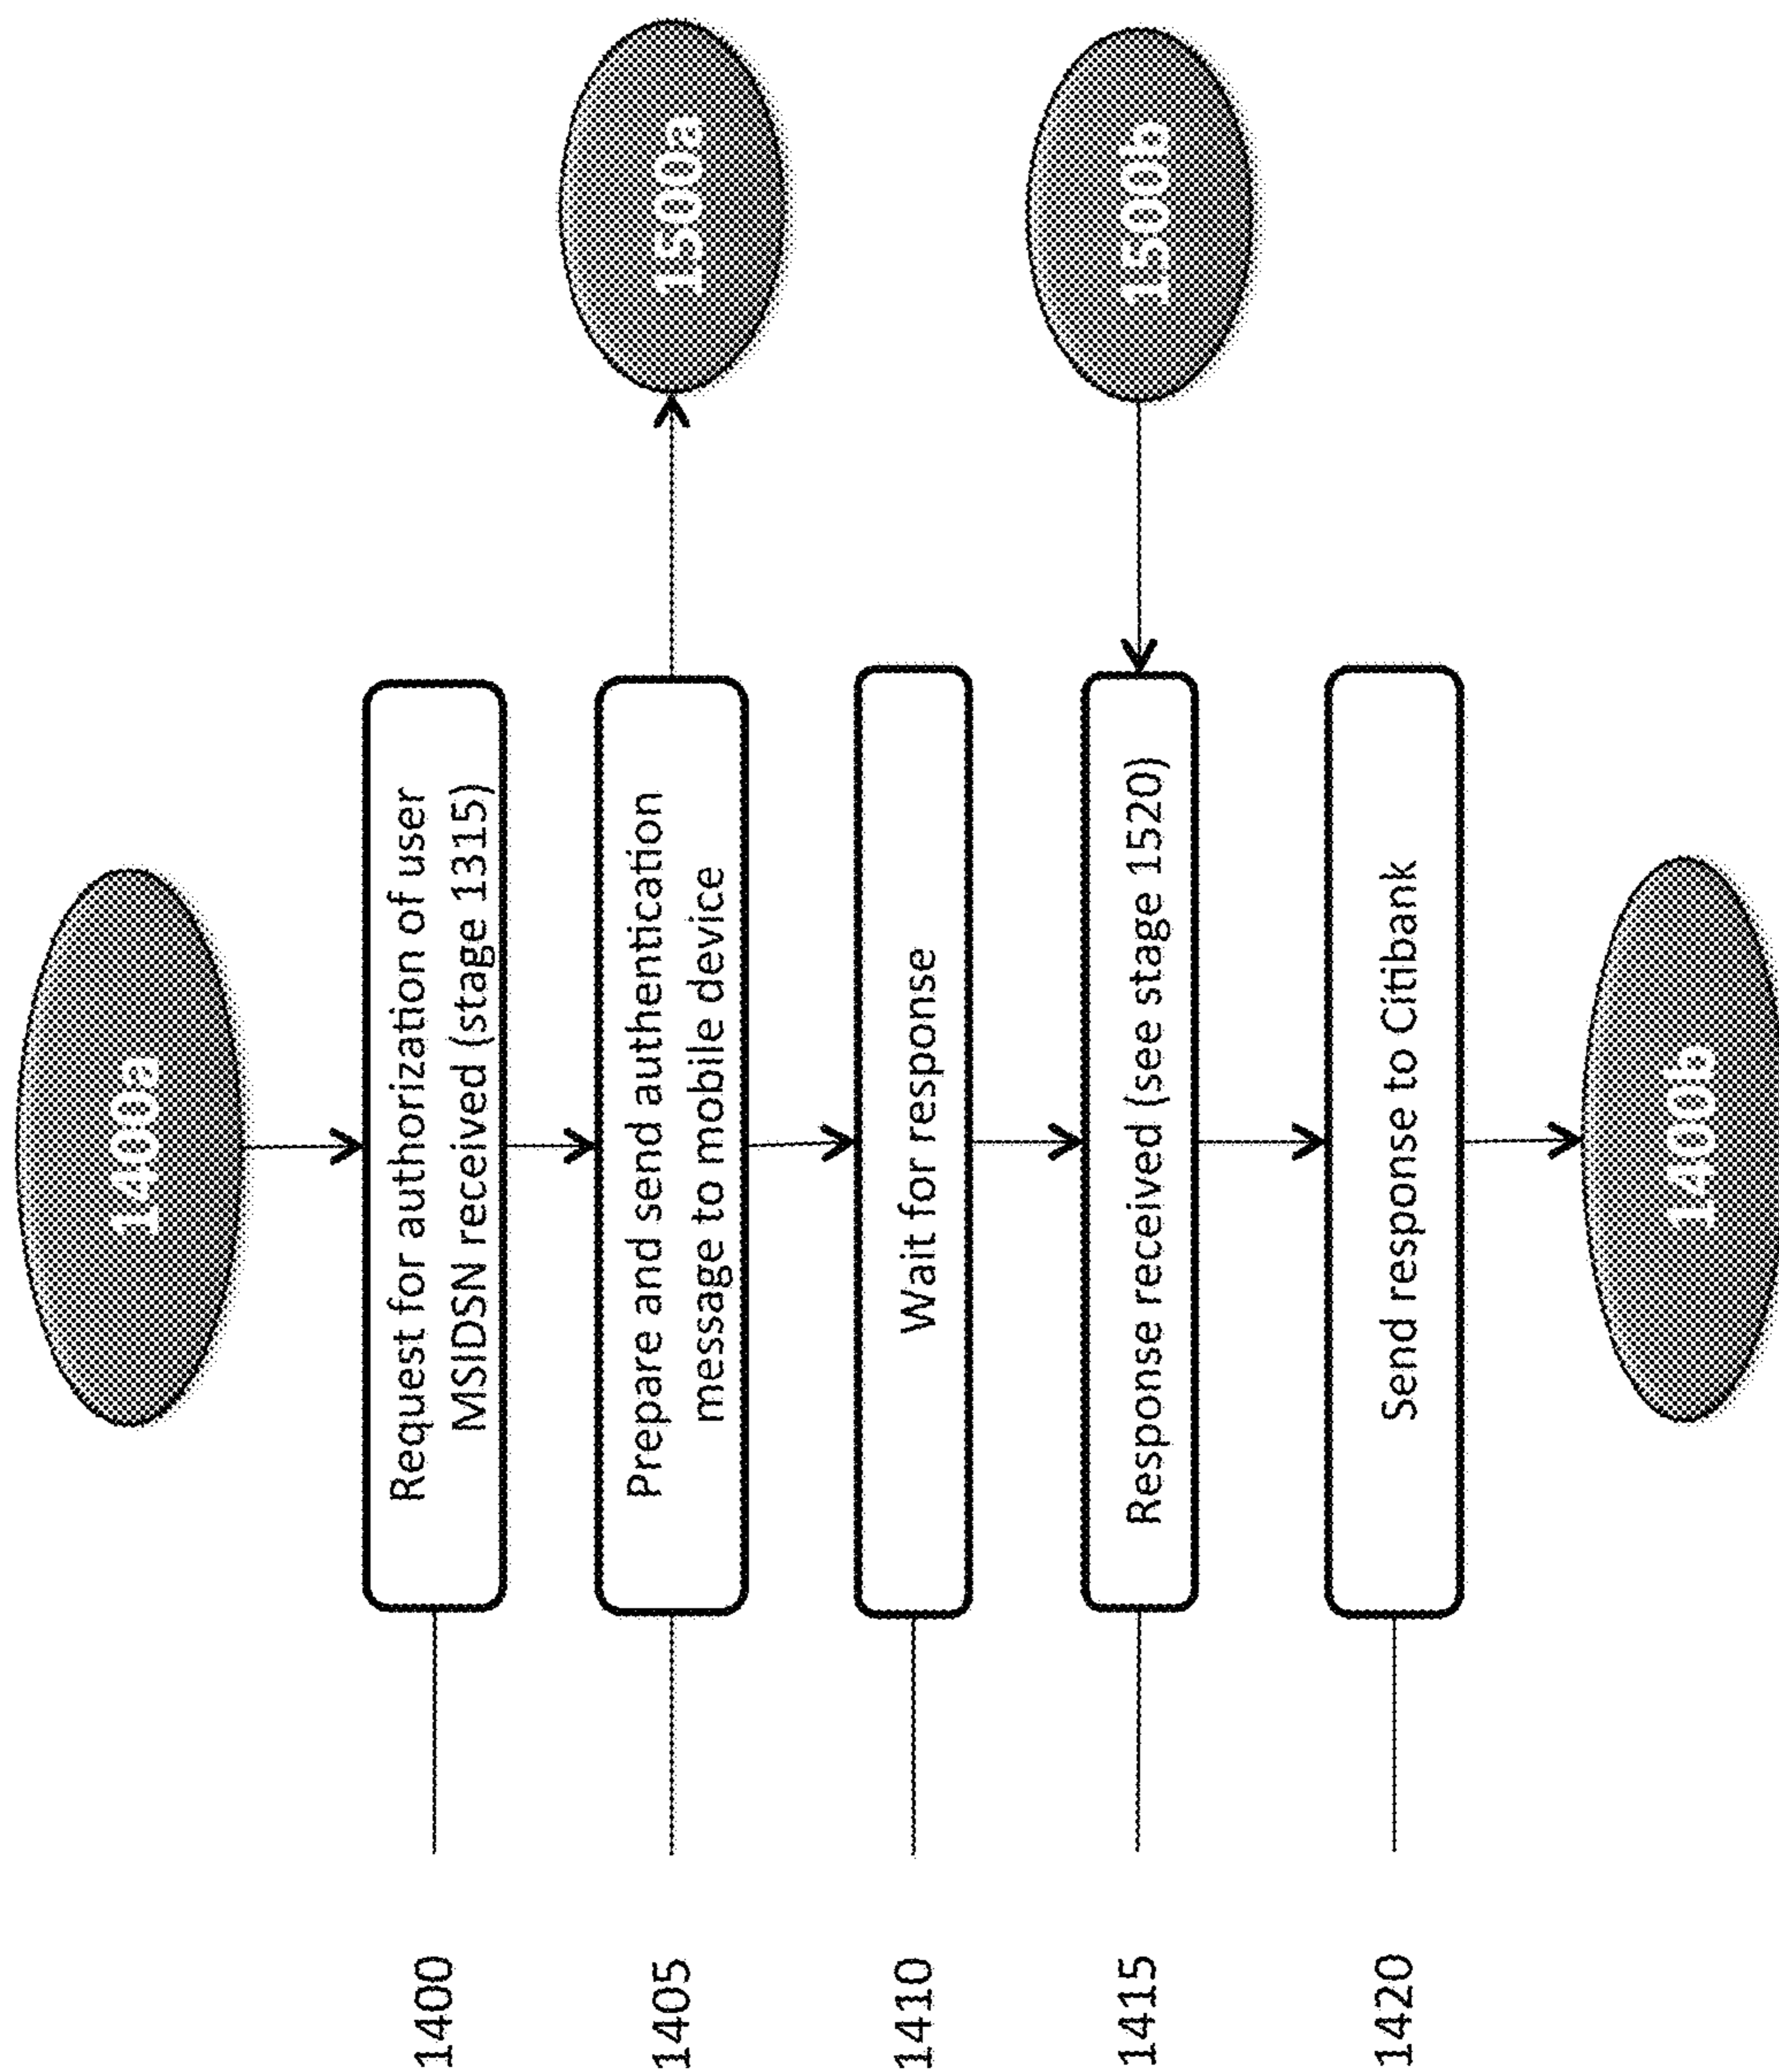 1400a
1400
Request for authorization of user
MSIDSN received (stage 1315)
1405
Prepare and send authentication
message to mobile device
1500a
1410
Wait for response
1415
Response received (see stage 1520)
1500b
1420
Send response to Citibank
1400b